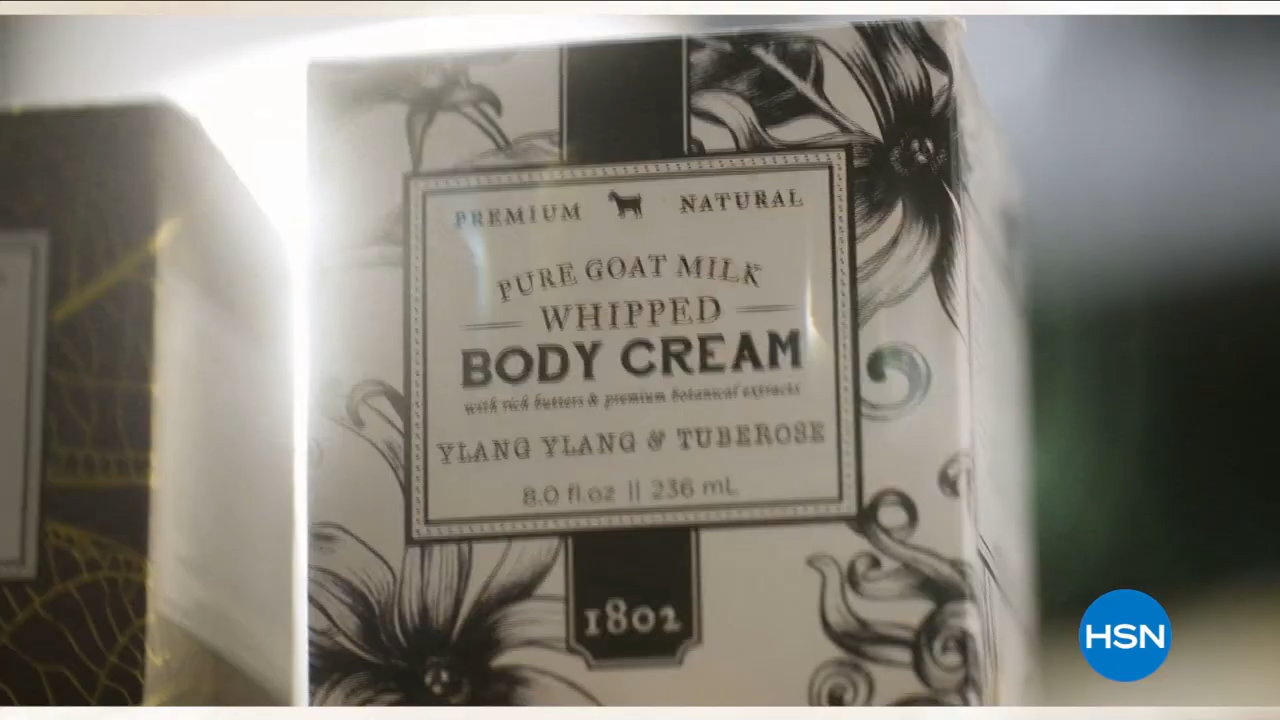 PREMIUM NATURAL
PURE GOAT MILK
WHIPPED
BODY CREAM
with rich butters & premium botanical extracts
YLANG YLANG & TUBEROSE
8.0 fl.oz || 236 mL
1802
HSN